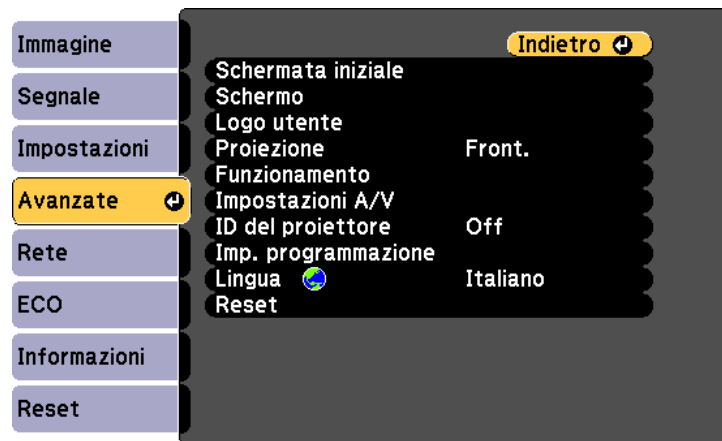 Immagine
Segnale
Impostazioni
Avanzate
Rete
ECO
Informazioni
Reset
Indietro
Schermata iniziale
Schermo
Logo utente
Proiezione Front.
Funzionamento
Impostazioni A/V
ID del proiettore Off
Imp. programmazione
Lingua Italiano
Reset